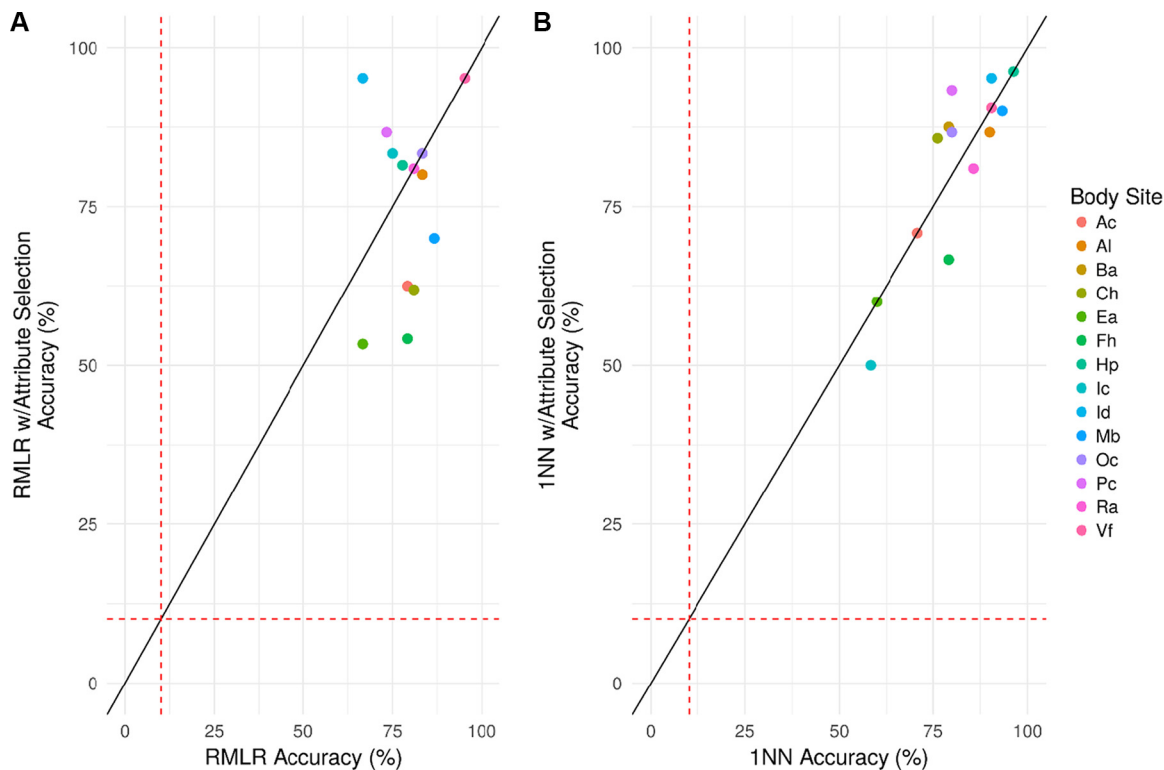 A
B
100
75
50
25
0
RMLR w/Attribute Selection
Accuracy (%)
0
25
50
75
100
RMLR Accuracy (%)
100
75
50
25
0
1NN w/Attribute Selection
Accuracy (%)
0
25
50
75
100
1NN Accuracy (%)
Body Site
Ac
Al
Ba
Ch
Ea
Fh
Hp
Ic
Id
Mb
Oc
Pc
Ra
Vf